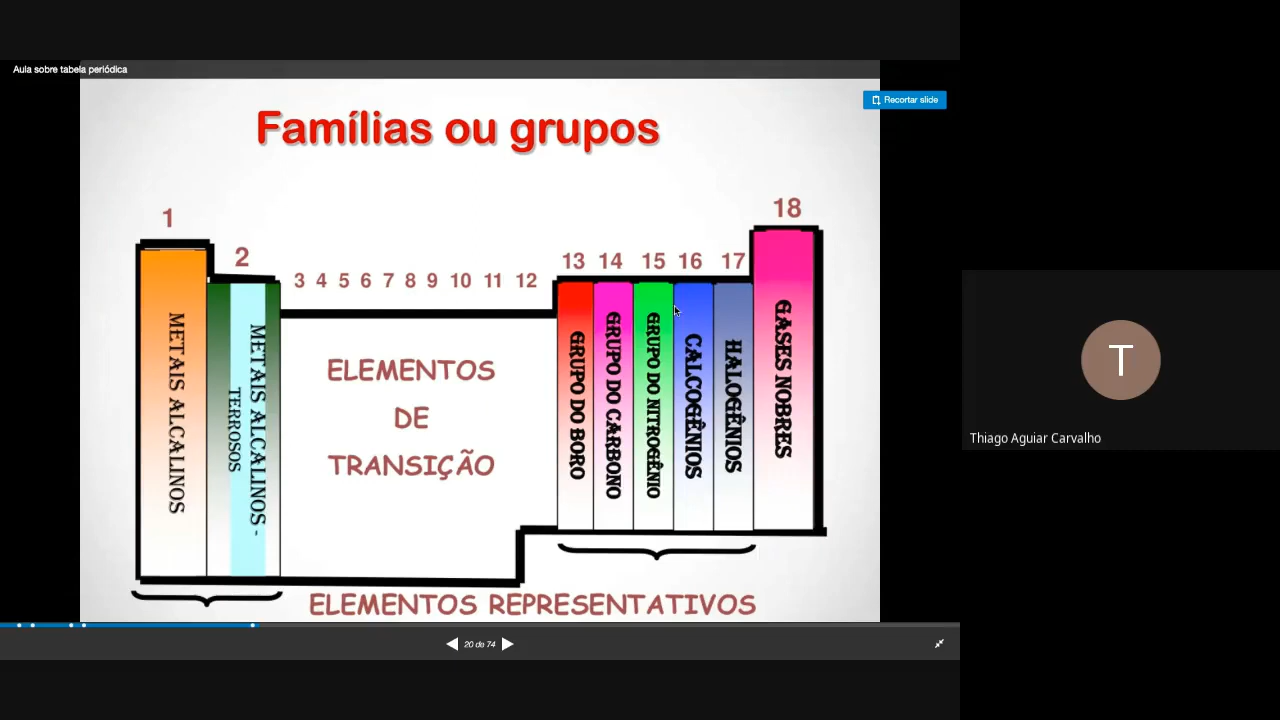 Aula sobre tabela periódica
Recortar slide
Famílias ou grupos
1
2
3 4 5 6 7 8 9 10 11 12
13 14 15 16 17
18
METAIS ALCALINOS
METAIS ALCALINOS -
TERROSOS
ELEMENTOS
DE
TRANSIÇÃO
GRUPO DO BORO
GRUPO DO CARBONO
GRUPO DO NITROGÊNIO
CALCOGÊNIOS
HALOGÊNIOS
GASES NOBRES
ELEMENTOS REPRESENTATIVOS
20 de 74
T
Thiago Aguiar Carvalho